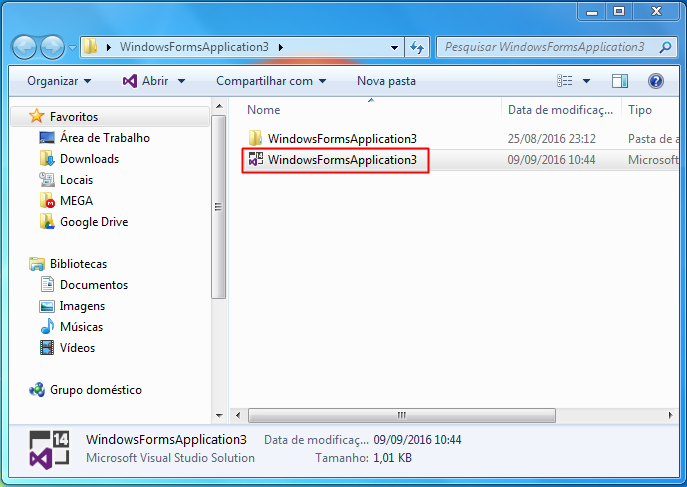 WindowsFormsApplication3
Pesquisar WindowsFormsApplication3
Organizar Abrir Compartilhar com Nova pasta
Nome Data de modificaç... Tipo
Favoritos
Área de Trabalho
Downloads
Locais
MEGA
Google Drive
Bibliotecas
Documentos
Imagens
Músicas
Vídeos
Grupo doméstico
WindowsFormsApplication3 25/08/2016 23:12 Pasta de a
14 WindowsFormsApplication3 09/09/2016 10:44 Microsoft
14 WindowsFormsApplication3 Data de modificaç... 09/09/2016 10:44
Microsoft Visual Studio Solution Tamanho: 1,01 KB